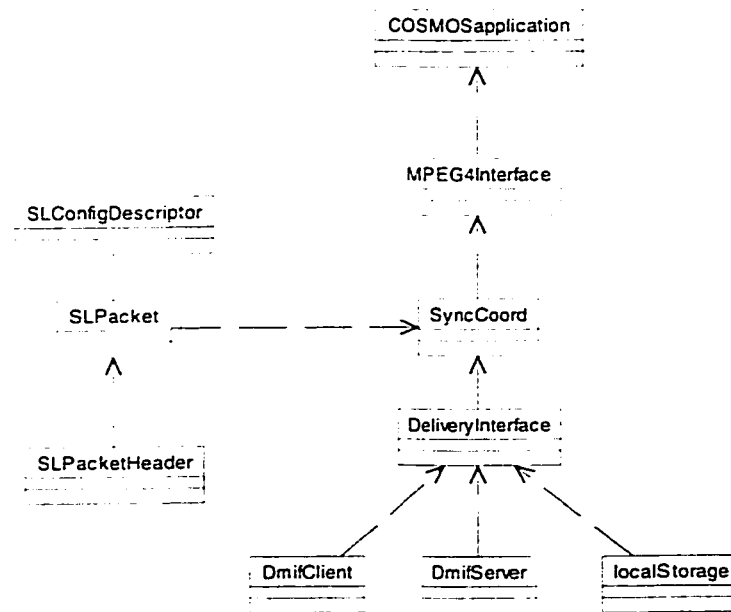 COSMOSapplication
MPEG4Interface
SLConfigDescriptor
SLPacket
SyncCoord
DeliveryInterface
SLPacketHeader
DmifClient
DmifServer
localStorage